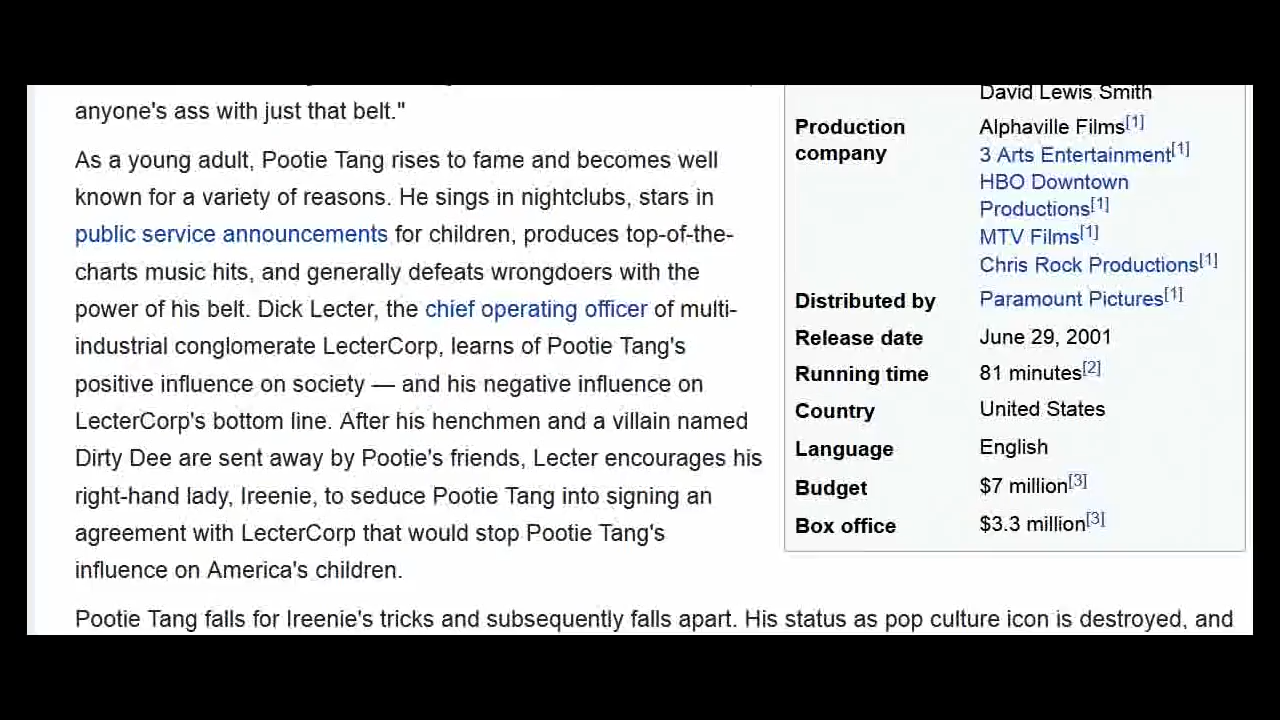 anyone's ass with just that belt."
As a young adult, Pootie Tang rises to fame and becomes well
known for a variety of reasons. He sings in nightclubs, stars in
public service announcements for children, produces top-of-the-
charts music hits, and generally defeats wrongdoers with the
power of his belt. Dick Lecter, the chief operating officer of multi-
industrial conglomerate LecterCorp, learns of Pootie Tang's
positive influence on society — and his negative influence on
LecterCorp's bottom line. After his henchmen and a villain named
Dirty Dee are sent away by Pootie's friends, Lecter encourages his
right-hand lady, Ireenie, to seduce Pootie Tang into signing an
agreement with LecterCorp that would stop Pootie Tang's
influence on America's children.
Pootie Tang falls for Ireenie's tricks and subsequently falls apart. His status as pop culture icon is destroyed, and
David Lewis Smith
Production company
Alphaville Films[1]
3 Arts Entertainment[1]
HBO Downtown
Productions[1]
MTV Films[1]
Chris Rock Productions[1]
Distributed by Paramount Pictures[1]
Release date June 29, 2001
Running time 81 minutes[2]
Country United States
Language English
Budget $7 million[3]
Box office $3.3 million[3]